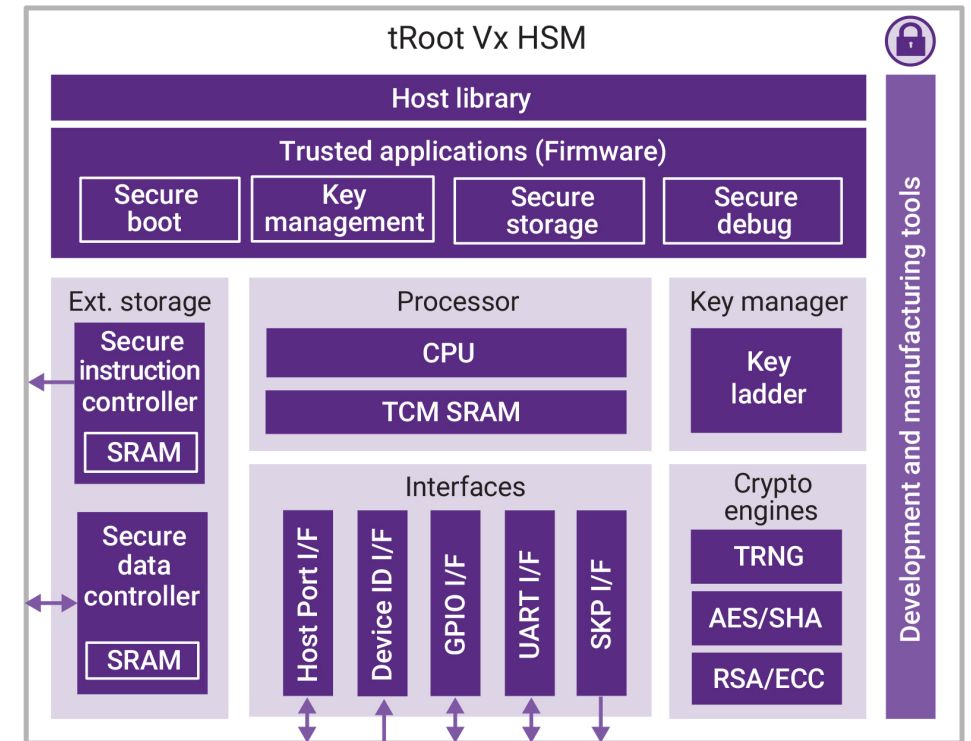 tRoot Vx HSM
Host library
Trusted applications (Firmware)
Secure
boot
Key
management
Secure
storage
Secure
debug
Ext. storage
Secure
instruction
controller
SRAM
Secure
data
controller
SRAM
Processor
CPU
TCM SRAM
Key manager
Key
ladder
Interfaces
Host Port I/F
Device ID I/F
GPIO I/F
UART I/F
SKP I/F
Crypto
engines
TRNG
AES/SHA
RSA/ECC
Development and manufacturing tools